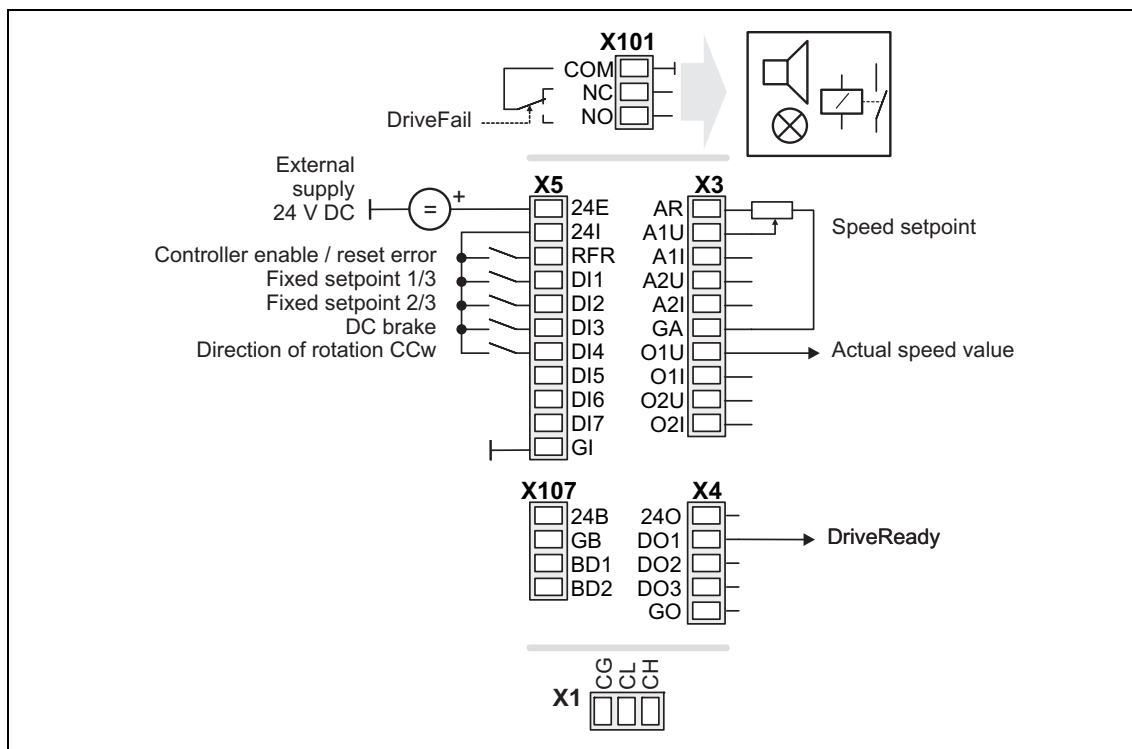 X101
COM
NC
NO
DriveFail
External
supply
24 V DC
=
+
X5
24E
24I
RFR
DI1
DI2
DI3
DI4
DI5
DI6
DI7
GI
Controller enable / reset error
Fixed setpoint 1/3
Fixed setpoint 2/3
DC brake
Direction of rotation CCw
X3
AR
A1U
A1I
A2U
A2I
GA
O1U
O1I
O2U
O2I
Speed setpoint
Actual speed value
X107
24B
GB
BD1
BD2
X4
24O
DO1
DO2
DO3
GO
DriveReady
X1
CG
CL
CH